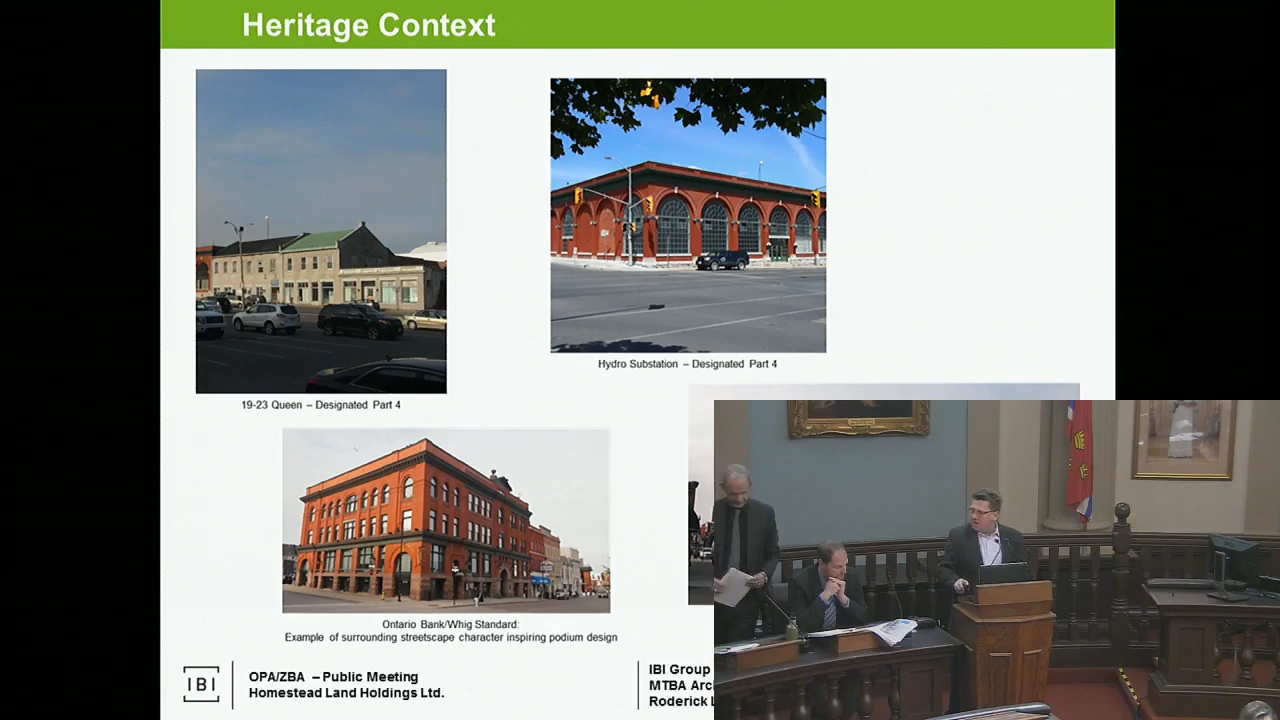 Heritage Context
Hydro Substation – Designated Part 4
19-23 Queen – Designated Part 4
Ontario Bank/Whig Standard:
Example of surrounding streetscape character inspiring podium design
IBI
OPA/ZBA – Public Meeting
Homestead Land Holdings Ltd.
IBI Group
MTBA
Roderick